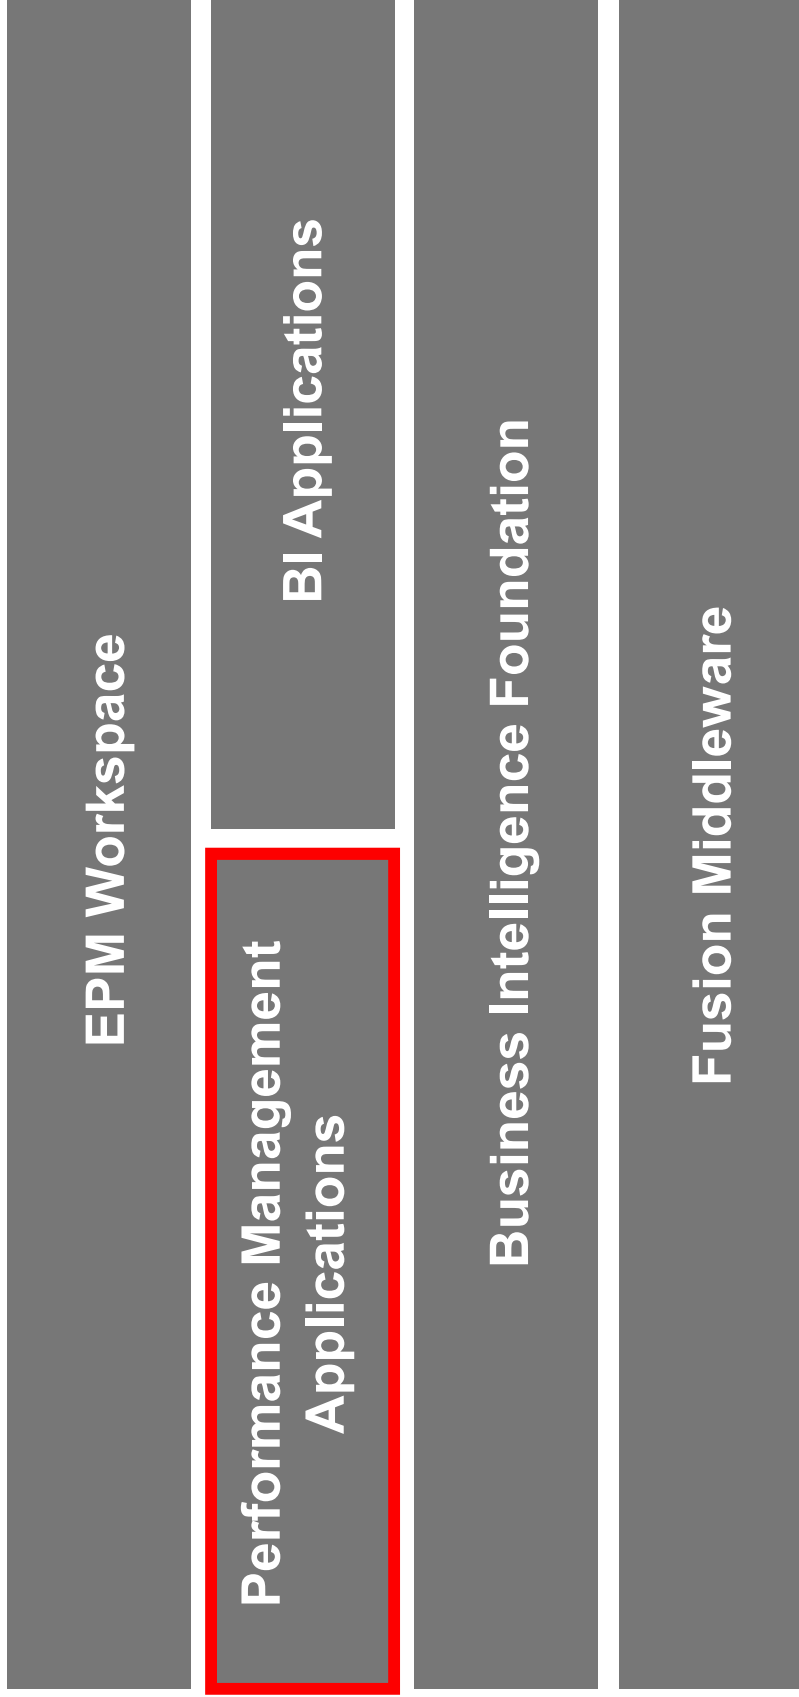 EPM Workspace
Performance Management
Applications
BI Applications
Business Intelligence Foundation
Fusion Middleware